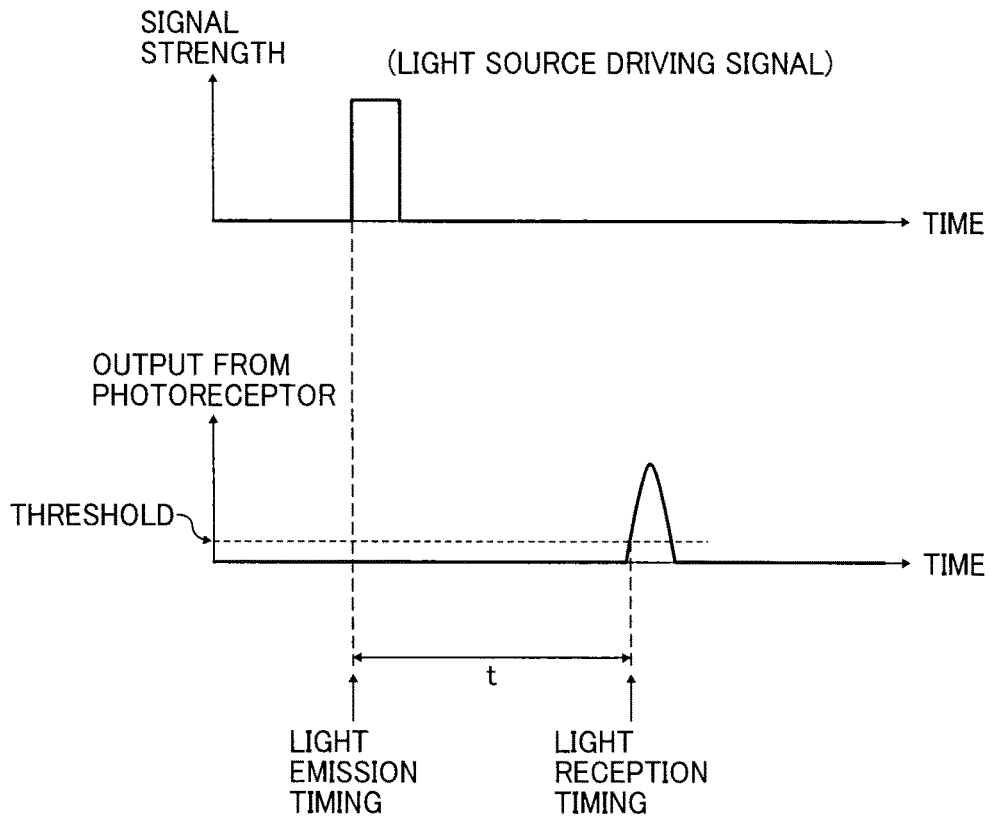 SIGNAL
STRENGTH
(LIGHT SOURCE DRIVING SIGNAL)
TIME
OUTPUT FROM
PHOTORECEPTOR
THRESHOLD
TIME
t
LIGHT
EMISSION
TIMING
LIGHT
RECEPTION
TIMING